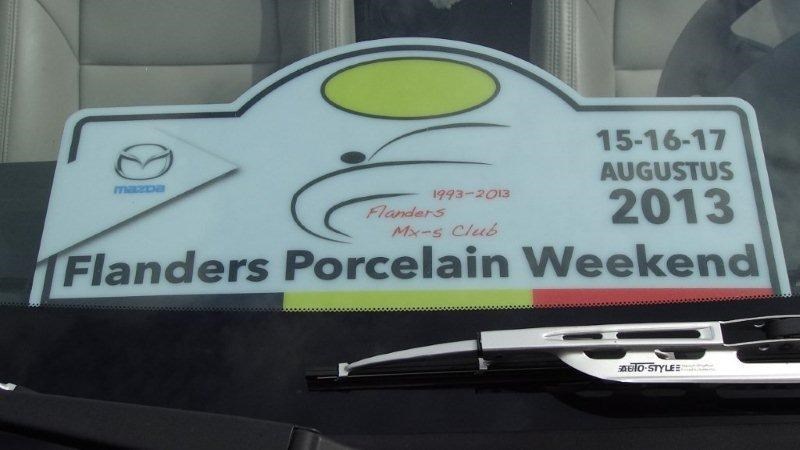 15-16-17
AUGUSTUS
2013
mazda
1993-2013
Flanders
Mx-5 Club
Flanders Porcelain Weekend
AUTO-STYLE